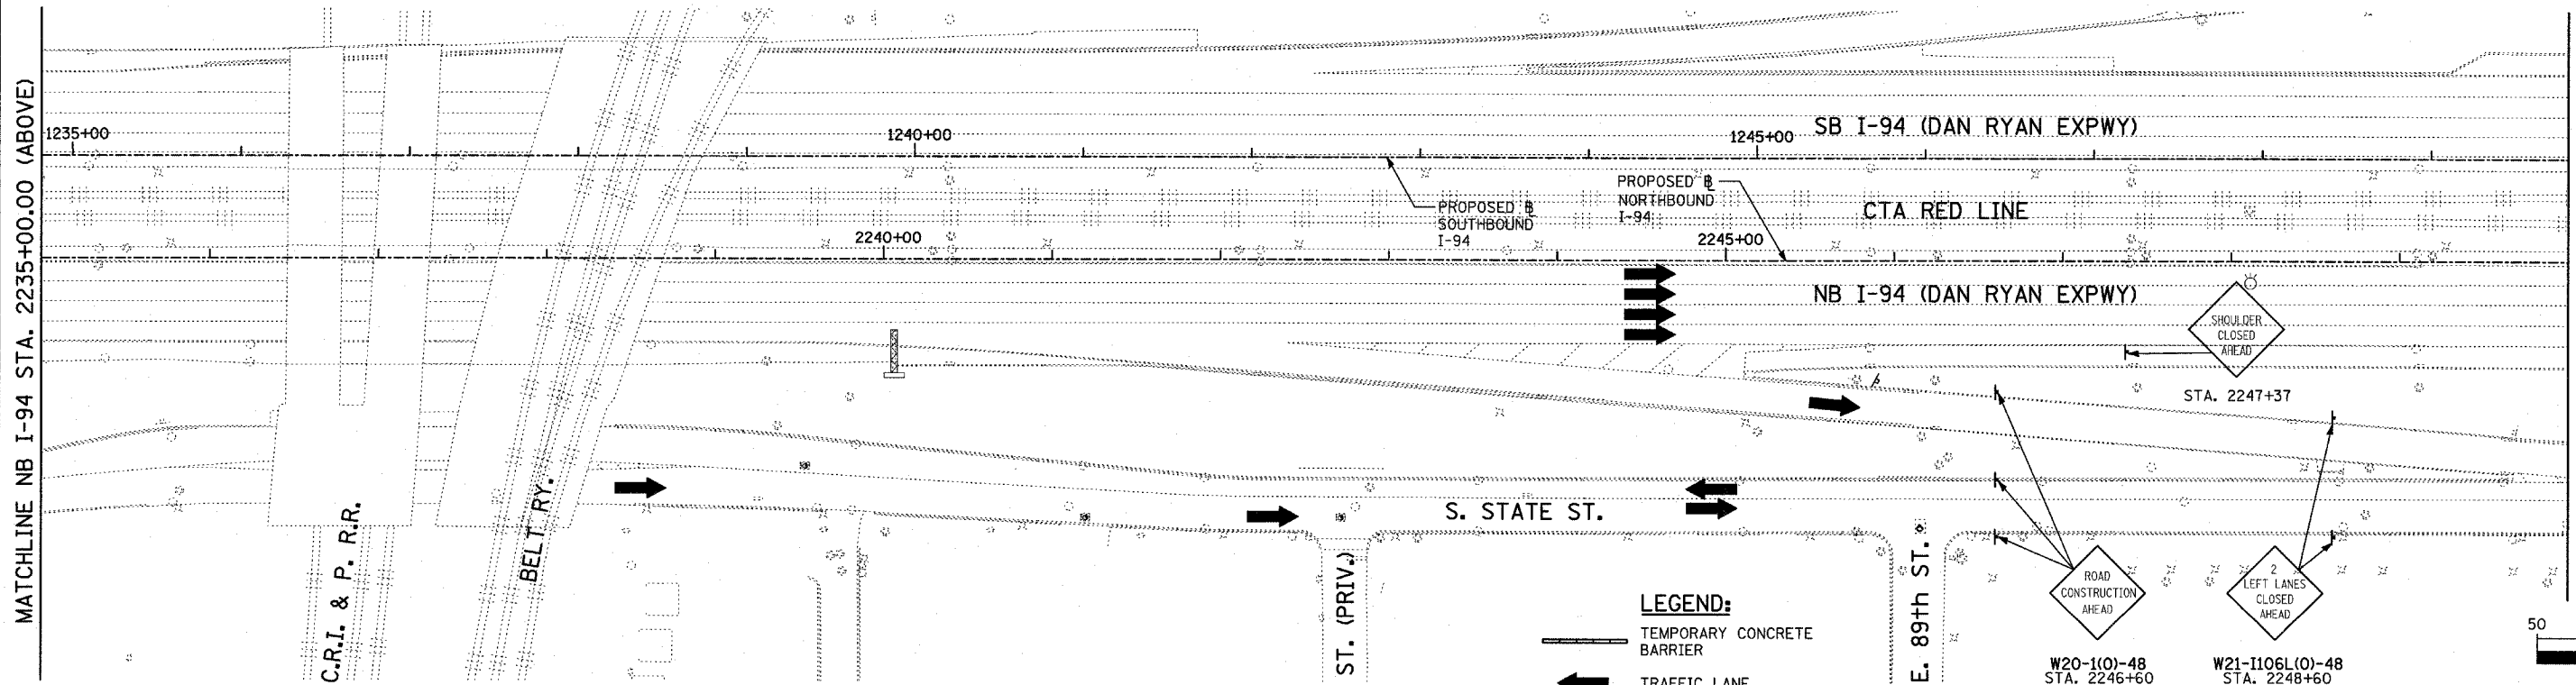 MATCHLINE NB I-94 STA. 2235+00.00 (ABOVE)
1235+00
1240+00
1245+00
SB I-94 (DAN RYAN EXPWY)
PROPOSED ℄
SOUTHBOUND
I-94
PROPOSED ℄
NORTHBOUND
I-94
CTA RED LINE
2240+00
2245+00
NB I-94 (DAN RYAN EXPWY)
SHOULDER
CLOSED
AHEAD
STA. 2247+37
C.R.I. & P. R.R.
BELT RY.
S. STATE ST.
ST. (PRIV.)
E. 89th ST.
LEGEND:
TEMPORARY CONCRETE
BARRIER
TRAFFIC LANE
ROAD
CONSTRUCTION
AHEAD
W20-1(O)-48
STA. 2246+60
2
LEFT LANES
CLOSED
AHEAD
W21-I106L(O)-48
STA. 2248+60
50